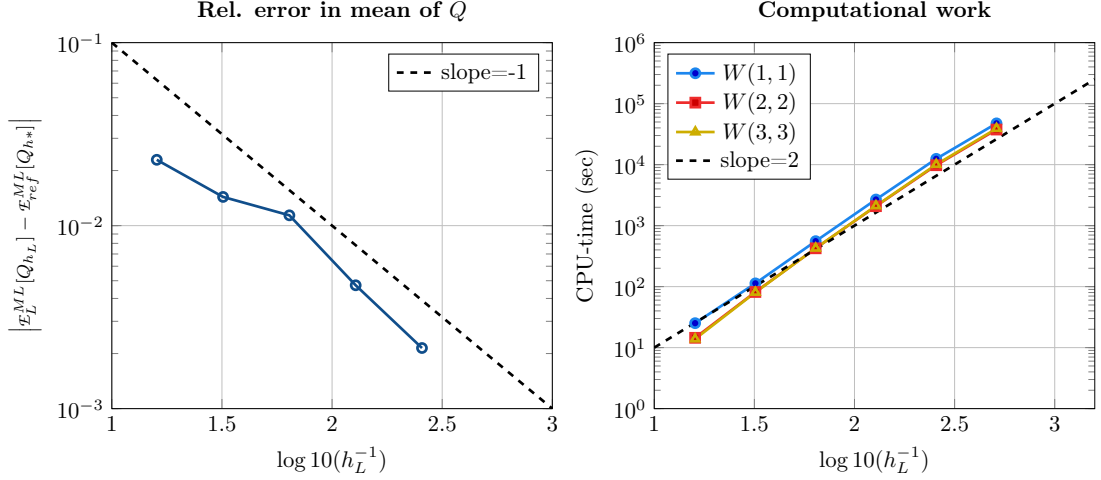 Rel. error in mean of Q
10^{-1}
10^{-2}
10^{-3}
1
1.5
2
2.5
3
log 10(h_L^{-1})
|E_L^{ML}[Q_{h_L}] − E_{ref}^{ML}[Q_{h*}]|
slope=-1
Computational work
10^6
10^5
10^4
10^3
10^2
10^1
10^0
1
1.5
2
2.5
3
log 10(h_L^{-1})
CPU-time (sec)
W(1, 1)
W(2, 2)
W(3, 3)
slope=2